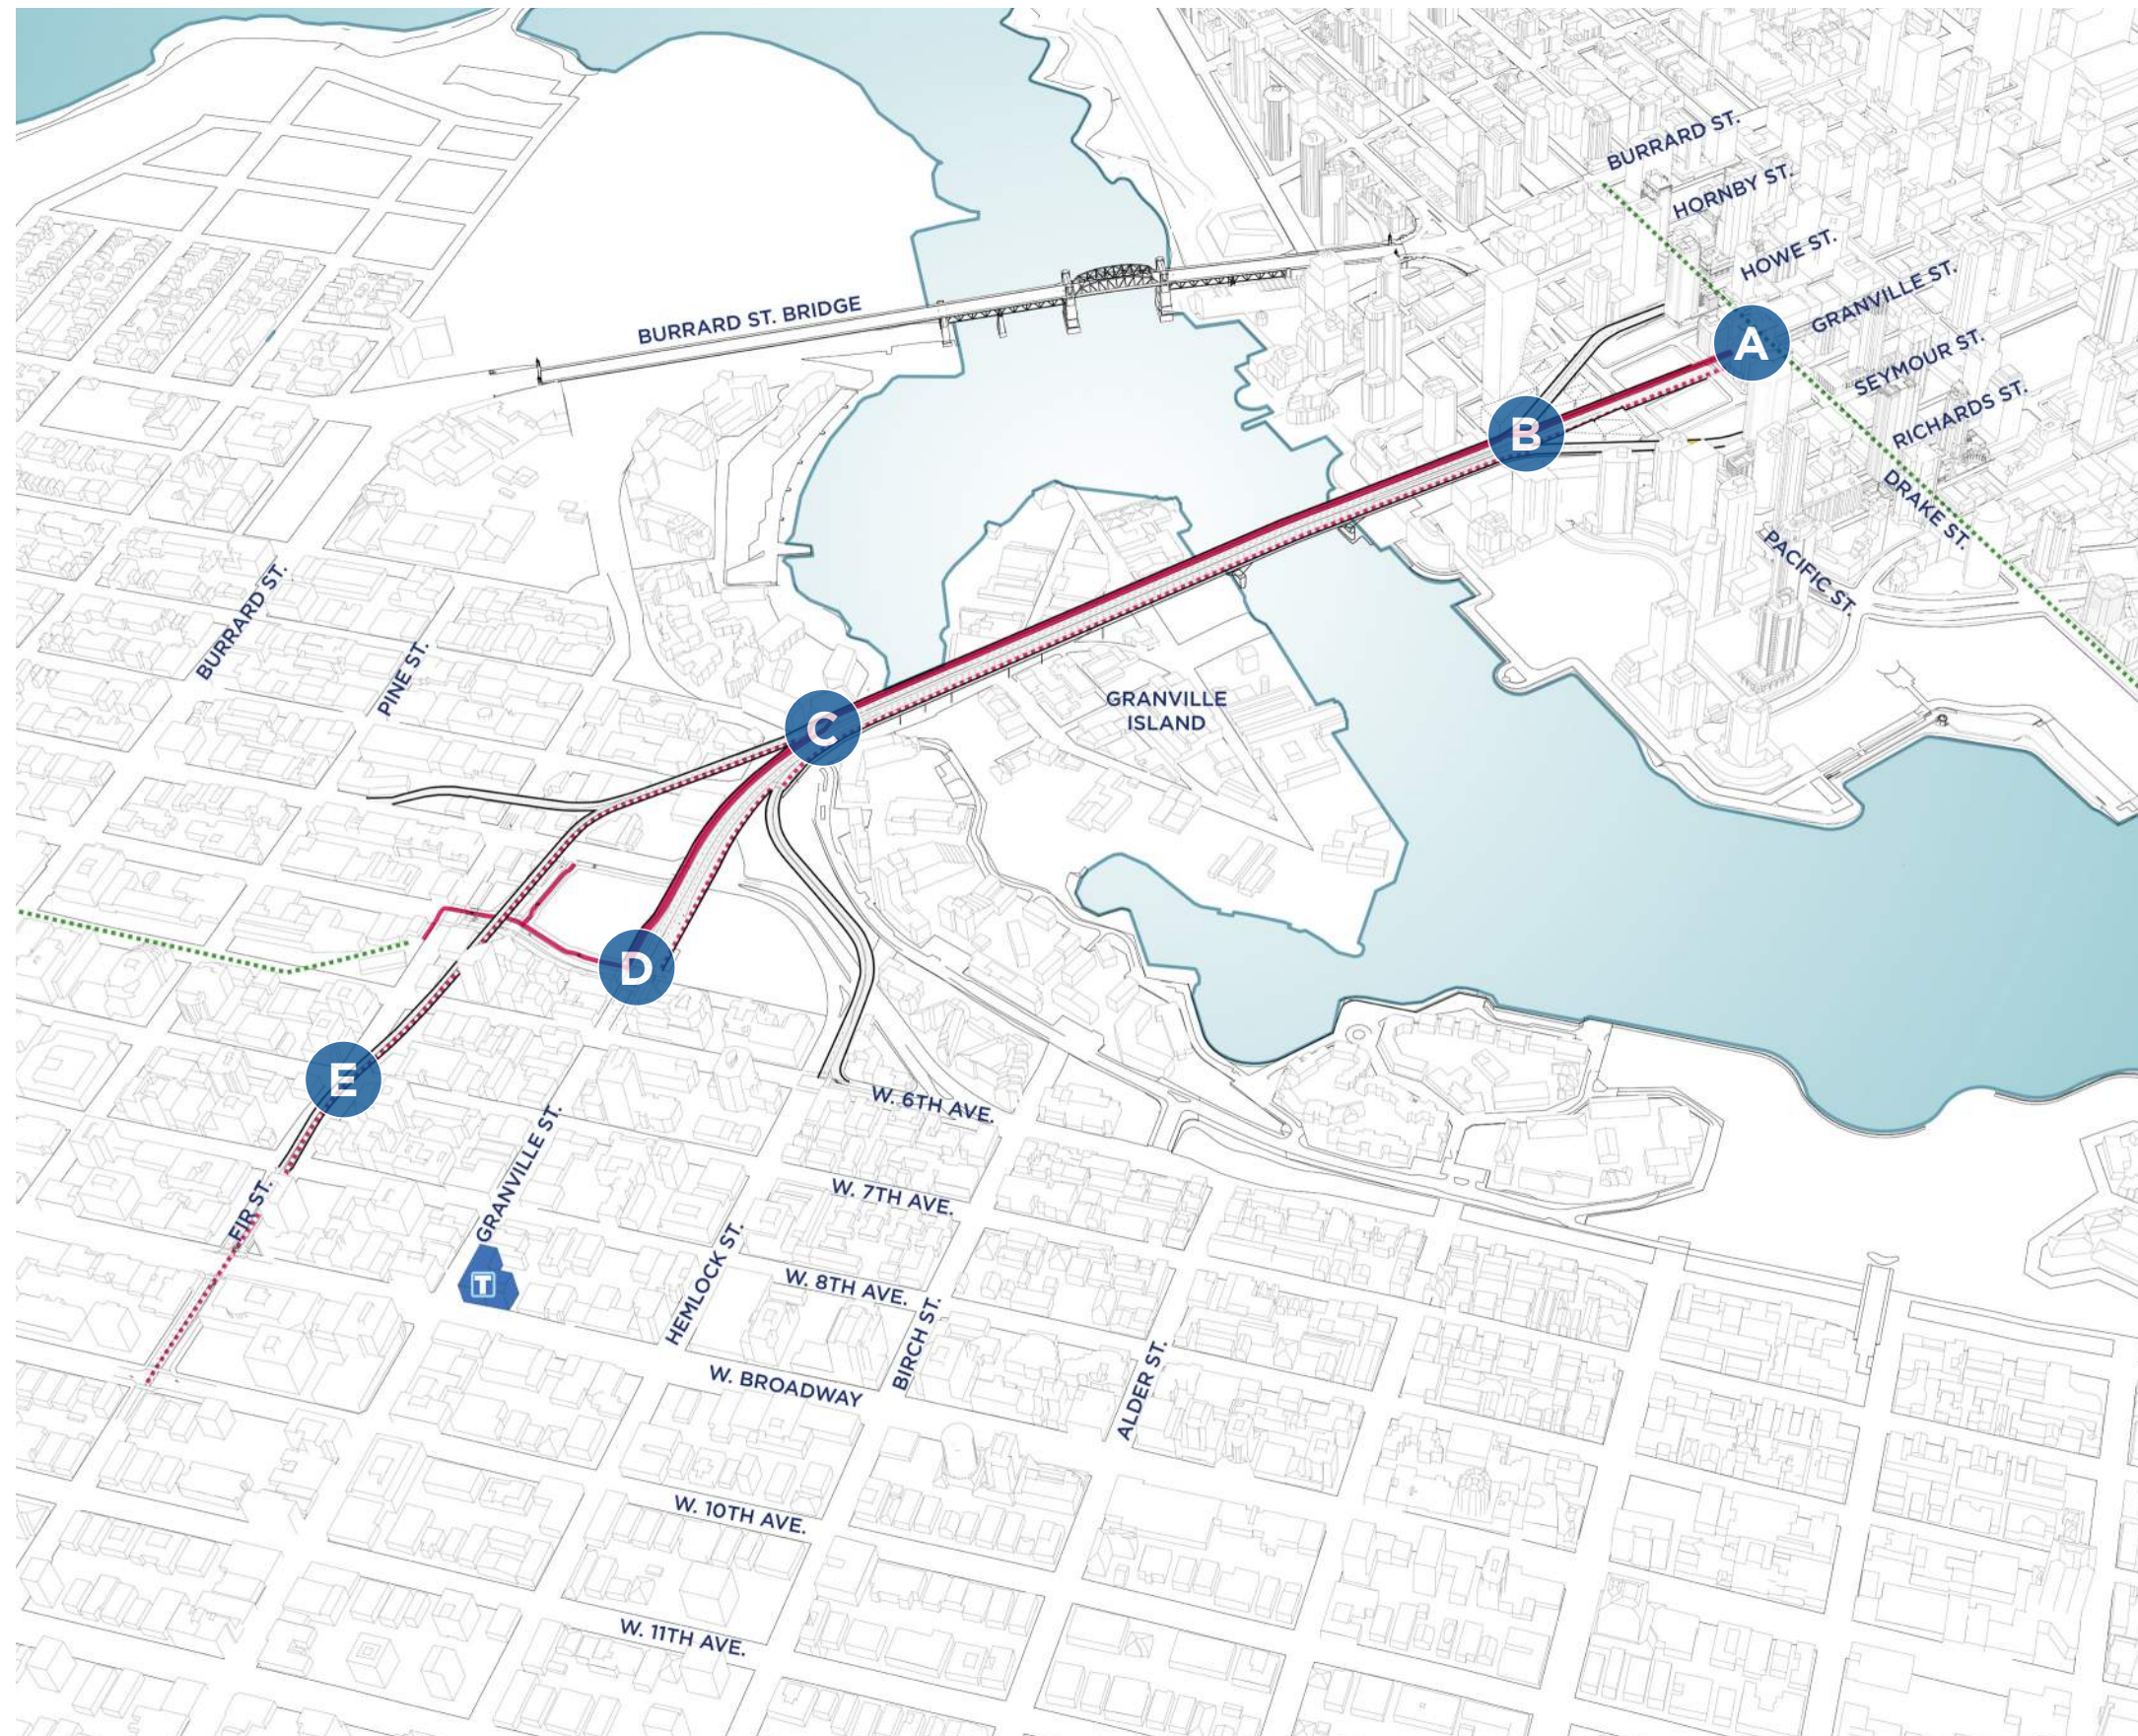 BURRARD ST.
HORNBY ST.
HOWE ST.
GRANVILLE ST.
SEYMOUR ST.
RICHARDS ST.
DRAKE ST.
PACIFIC ST.
BURRARD ST. BRIDGE
A
B
GRANVILLE
ISLAND
BURRARD ST.
PINE ST.
C
D
E
W. 6TH AVE.
GRANVILLE ST.
FIR ST.
W. 7TH AVE.
T
HEMLOCK ST.
W. 8TH AVE.
BIRCH ST.
ALDER ST.
W. BROADWAY
W. 10TH AVE.
W. 11TH AVE.